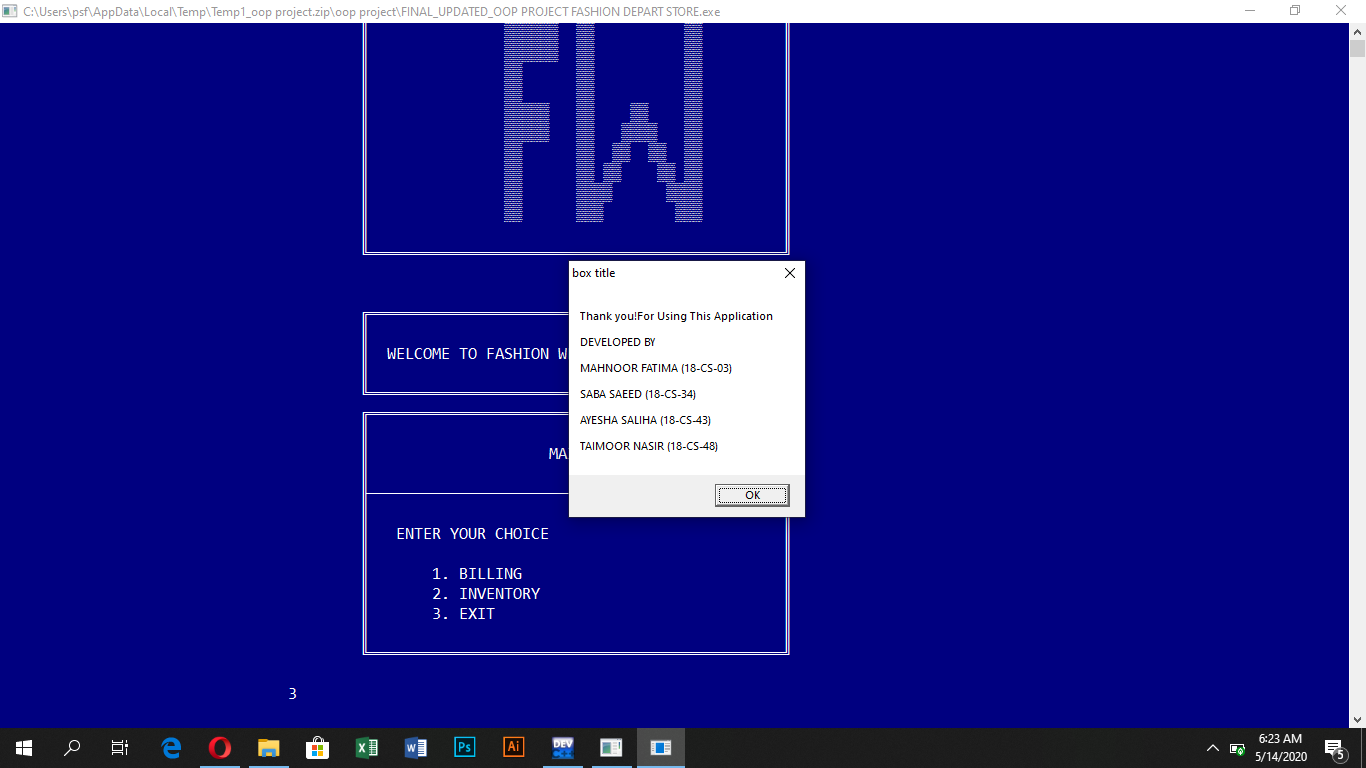 C:\Users\psf\AppData\Local\Temp\Temp1_oop project.zip\oop project\FINAL_UPDATED_OOP PROJECT FASHION DEPART STORE.exe
FW
box title
Thank you!For Using This Application
DEVELOPED BY
MAHNOOR FATIMA (18-CS-03)
SABA SAEED (18-CS-34)
AYESHA SALIHA (18-CS-43)
TAIMOOR NASIR (18-CS-48)
OK
WELCOME TO FASHION W
MA
ENTER YOUR CHOICE
1. BILLING
2. INVENTORY
3. EXIT
3
Ps
Ai
DEV
6:23 AM
5/14/2020
5